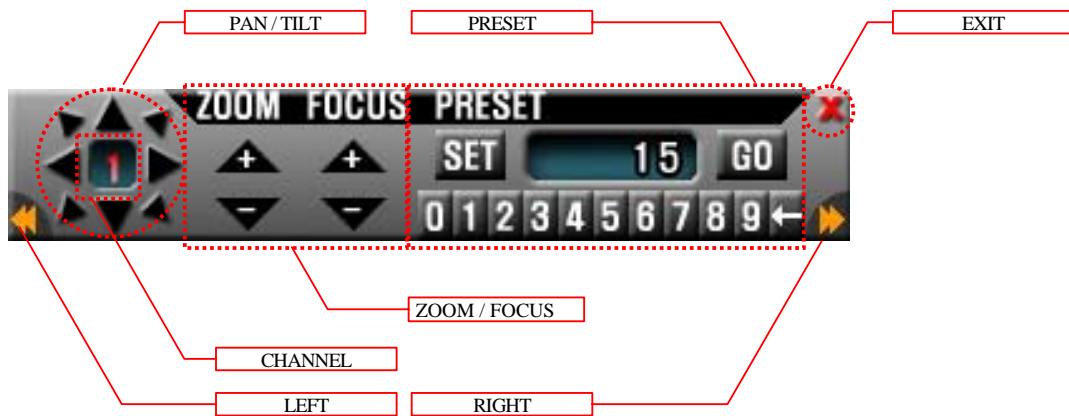 PAN / TILT
PRESET
EXIT
ZOOM FOCUS PRESET
1
+ +
SET 15 GO
- -
0 1 2 3 4 5 6 7 8 9 ←
ZOOM / FOCUS
CHANNEL
LEFT
RIGHT